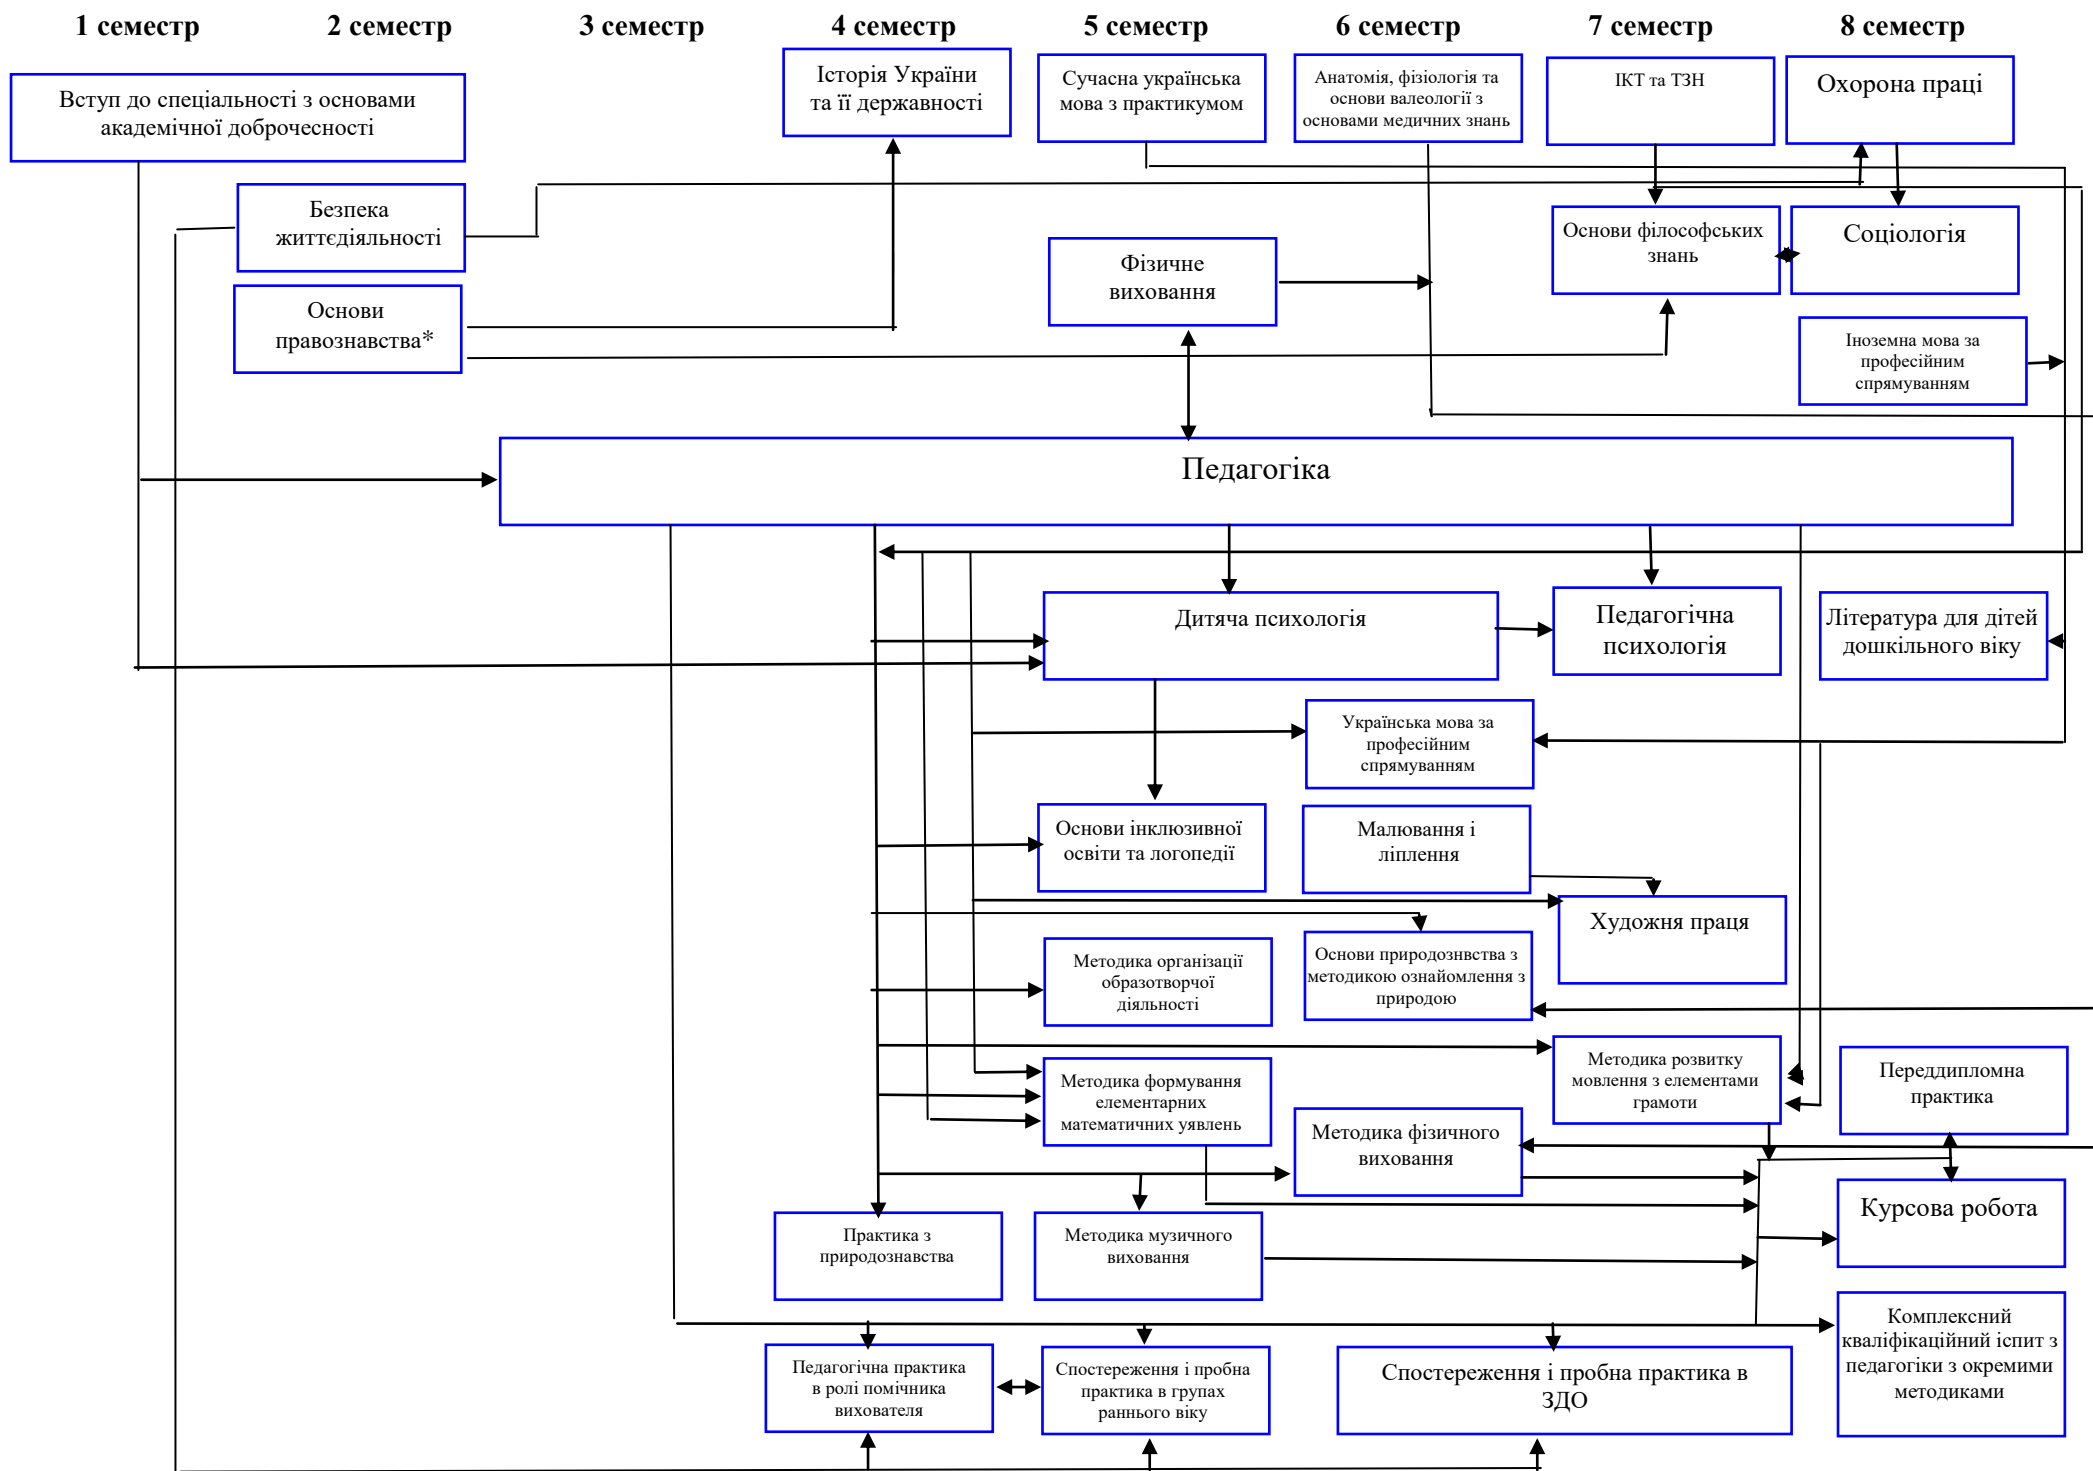 1 семестр 2 семестр 3 семестр 4 семестр 5 семестр 6 семестр 7 семестр 8 семестр
Вступ до спеціальності з основами
академічної доброчесності
Історія України
та її державності
Сучасна українська
мова з практикумом
Анатомія, фізіологія та
основи валеології з
основами медичних знань
ІКТ та ТЗН
Охорона праці
Безпека
життєдіяльності
Фізичне
виховання
Основи філософських
знань
Соціологія
Основи
правознавства*
Іноземна мова за
професійним
спрямуванням
Педагогіка
Дитяча психологія
Педагогічна
психологія
Література для дітей
дошкільного віку
Українська мова за
професійним
спрямуванням
Основи інклюзивної
освіти та логопедії
Малювання і
ліплення
Художня праця
Методика організації
образотворчої
діяльності
Основи природознвства з
методикою ознайомлення з
природою
Методика формування
елементарних
математичних уявлень
Методика розвитку
мовлення з елементами
грамоти
Переддипломна
практика
Методика фізичного
виховання
Курсова робота
Практика з
природознавства
Методика музичного
виховання
Комплексний
кваліфікаційний іспит з
педагогіки з окремими
методиками
Педагогічна практика
в ролі помічника
вихователя
Спостереження і пробна
практика в групах
раннього віку
Спостереження і пробна практика в
ЗДО